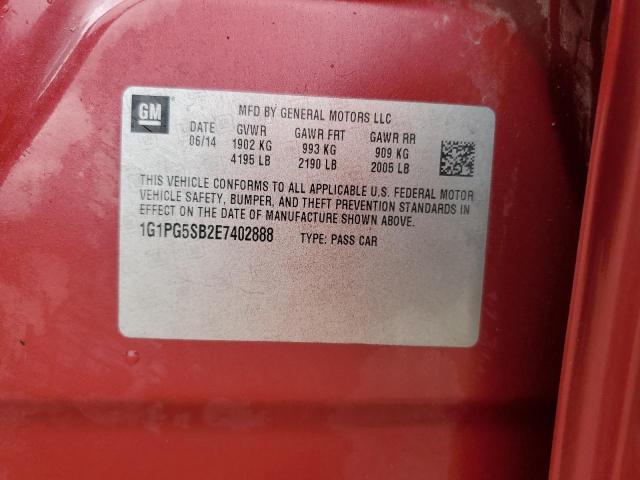 GM
MFD BY GENERAL MOTORS LLC
DATE GVWR GAWR FRT GAWR RR
06/14 1902 KG 993 KG 909 KG
4195 LB 2190 LB 2005 LB
THIS VEHICLE CONFORMS TO ALL APPLICABLE U.S. FEDERAL MOTOR
VEHICLE SAFETY, BUMPER, AND THEFT PREVENTION STANDARDS IN
EFFECT ON THE DATE OF MANUFACTURE SHOWN ABOVE.
1G1PG5SB2E7402888 TYPE: PASS CAR